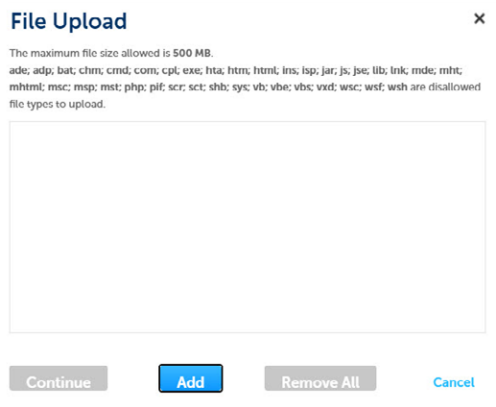 File Upload
×
The maximum file size allowed is 500 MB.
ade; adp; bat; chm; cmd; com; cpl; exe; hta; htm; html; ins; isp; jar; js; jse; lib; lnk; mde; mht;
mhtml; msc; msp; mst; php; pif; scr; sct; shb; sys; vb; vbe; vbs; vxd; wsc; wsf; wsh are disallowed
file types to upload.
Continue Add Remove All Cancel